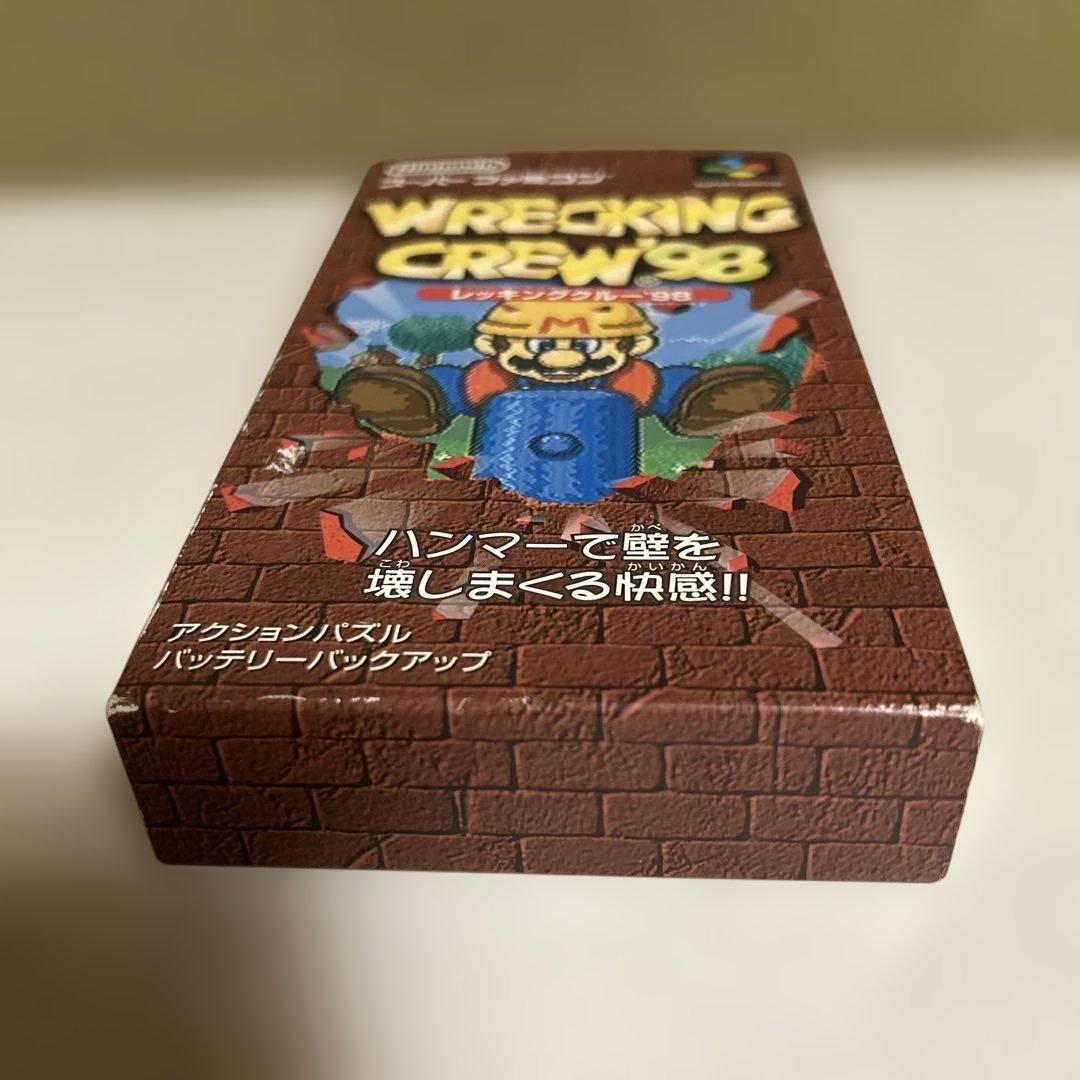 Nintendo
スーパーファミコン
WRECKING
CREW'98®
レッキングクルー'98
M
ハンマーで壁を
かべ
壊しまくる快感!!
こわ かいかん
アクションパズル
バッテリーバックアップ